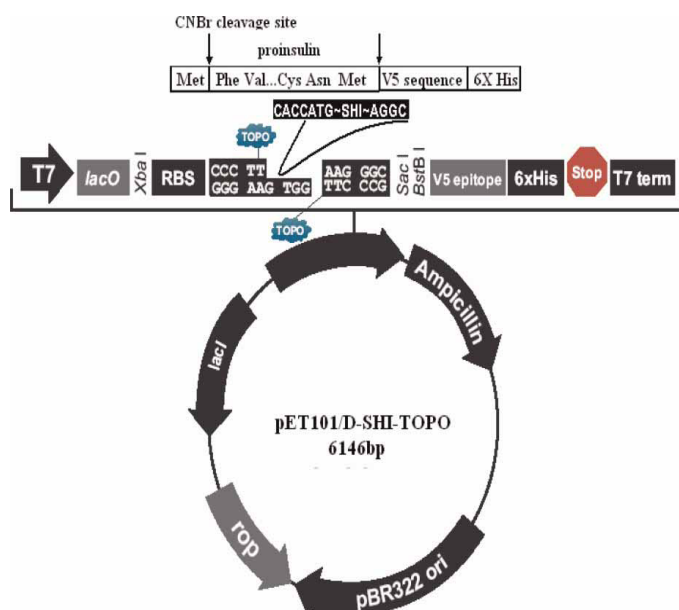 CNBr cleavage site
proinsulin
Met Phe Val...Cys Asn Met V5 sequence 6X His
CACCATG~SHI~AGGC
TOPO
T7 lacO Xba I RBS CCC TT AAG GGC Sac I BstB I V5 epitope 6xHis Stop T7 term
GGG AAG TGG TTC CCG
TOPO
Ampicillin
lacI
pET101/D-SHI-TOPO
6146bp
rop
pBR322 ori